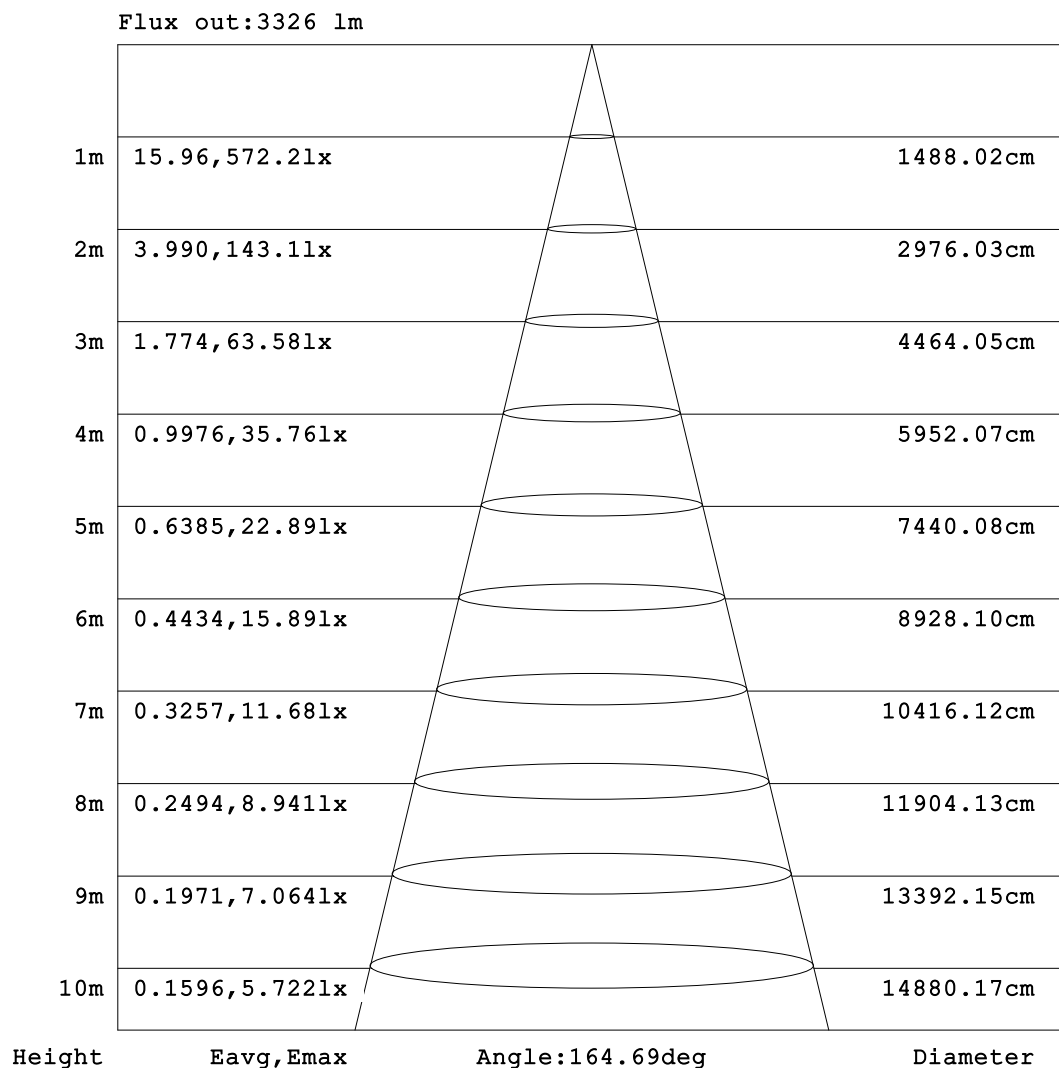 Flux out:3326 lm
1m 15.96,572.2lx 1488.02cm
2m 3.990,143.1lx 2976.03cm
3m 1.774,63.58lx 4464.05cm
4m 0.9976,35.76lx 5952.07cm
5m 0.6385,22.89lx 7440.08cm
6m 0.4434,15.89lx 8928.10cm
7m 0.3257,11.68lx 10416.12cm
8m 0.2494,8.941lx 11904.13cm
9m 0.1971,7.064lx 13392.15cm
10m 0.1596,5.722lx 14880.17cm
Height Eavg,Emax Angle:164.69deg Diameter